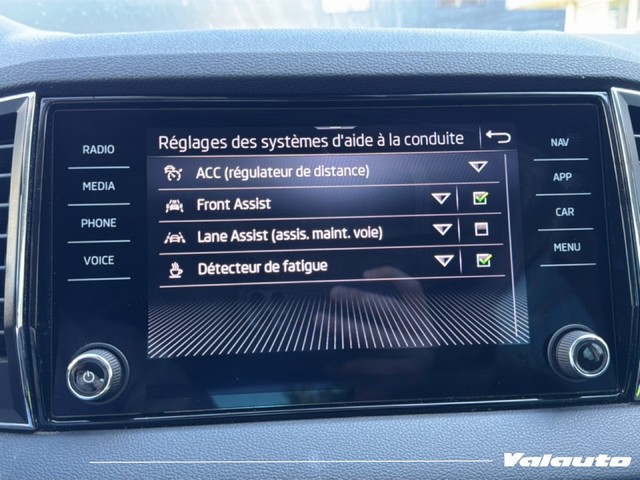 RADIO
MEDIA
PHONE
VOICE
Réglages des systèmes d'aide à la conduite
ACC (régulateur de distance)
Front Assist
Lane Assist (assis. maint. voie)
Détecteur de fatigue
NAV
APP
CAR
MENU
Valauto